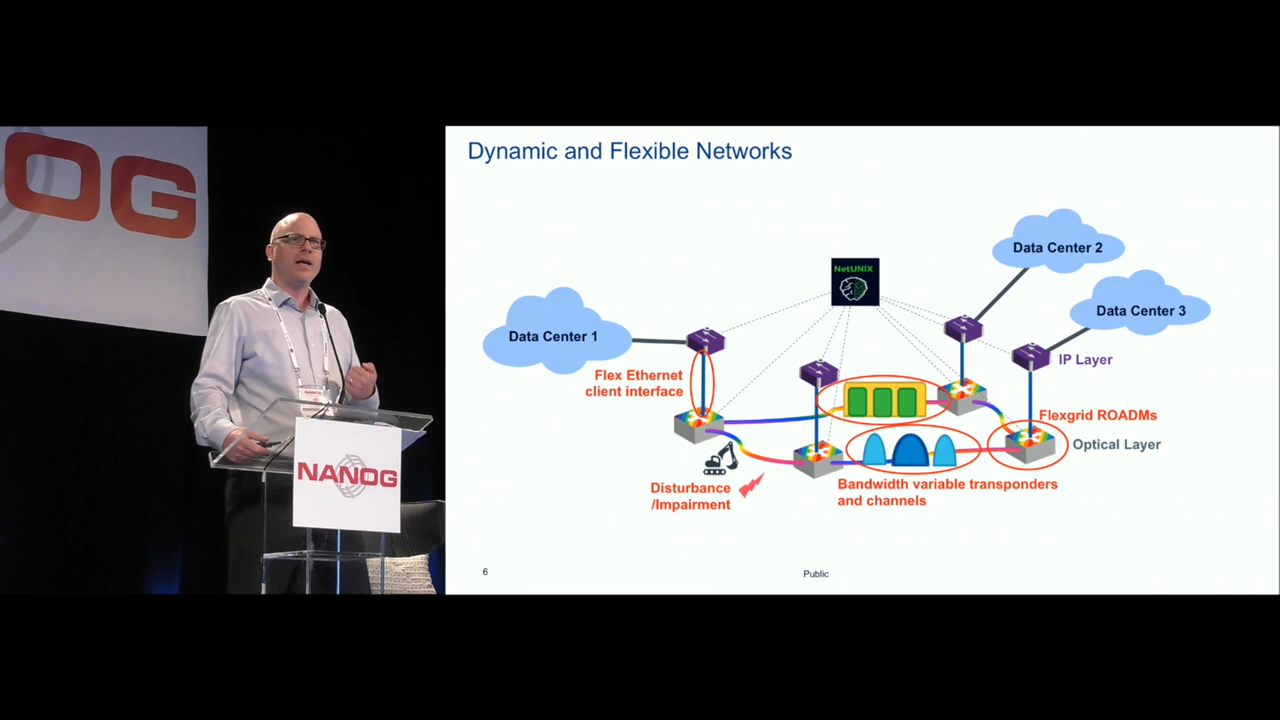 OG
NANOG
Dynamic and Flexible Networks
NetUNIX
Data Center 1
Data Center 2
Data Center 3
IP Layer
Flex Ethernet
client interface
Flexgrid ROADMs
Optical Layer
Disturbance
/Impairment
Bandwidth variable transponders
and channels
6
Public